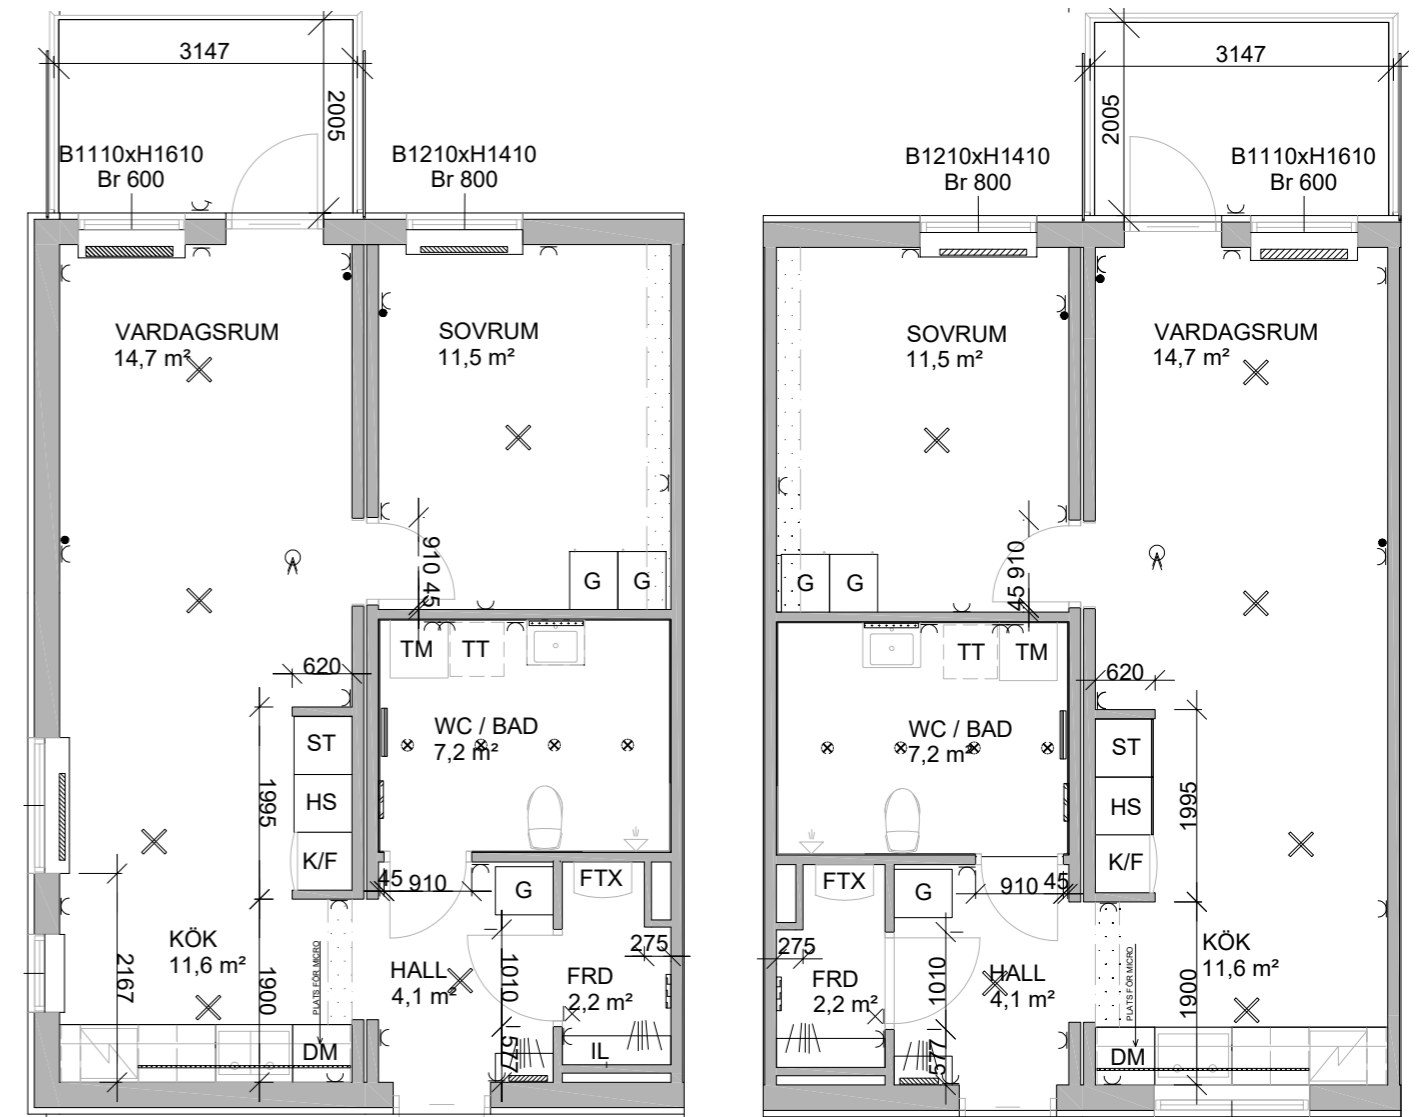 3147
2005
B1110xH1610
Br 600
B1210xH1410
Br 800
VARDAGSRUM
14,7 m²
SOVRUM
11,5 m²
910
45
G
G
TM
TT
620
WC / BAD
7,2 m²
ST
HS
K/F
1995
45
910
G
FTX
2167
KÖK
11,6 m²
1900
PLATS FÖR MICRO
HALL
4,1 m²
1010
577
FRD
2,2 m²
275
DM
IL
3147
2005
B1210xH1410
Br 800
B1110xH1610
Br 600
SOVRUM
11,5 m²
VARDAGSRUM
14,7 m²
910
45
G
G
TT
TM
620
WC / BAD
7,2 m²
ST
HS
K/F
1995
FTX
G
910
45
275
FRD
2,2 m²
1010
577
HALL
4,1 m²
PLATS FÖR MICRO
KÖK
11,6 m²
1900
DM